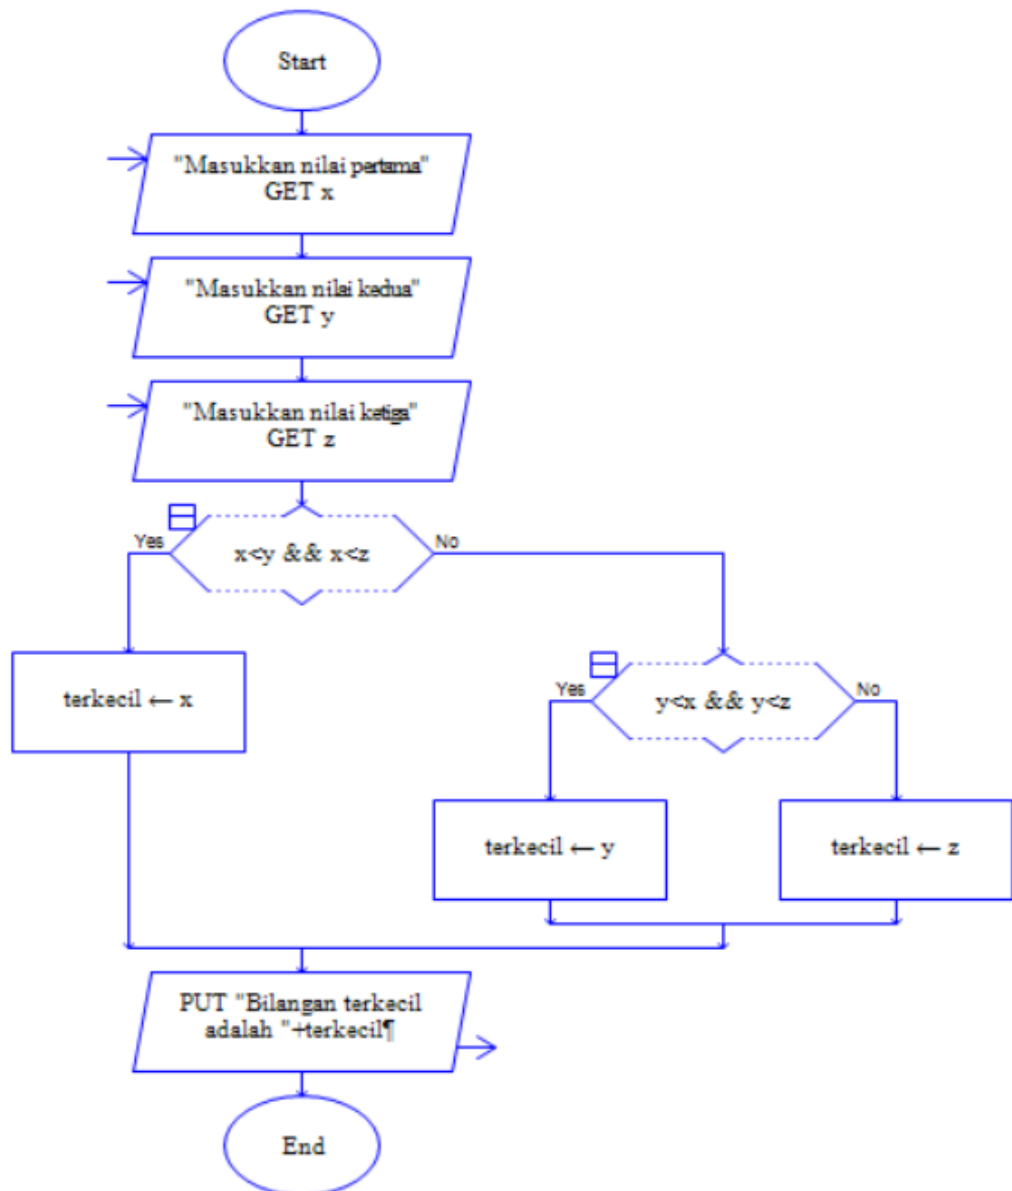 Start
"Masukkan nilai pertama"
GET x
"Masukkan nilai kedua"
GET y
"Masukkan nilai ketiga"
GET z
Yes
x<y && x<z
No
terkecil ← x
Yes
y<x && y<z
No
terkecil ← y
terkecil ← z
PUT "Bilangan terkecil
adalah "+terkecil¶
End